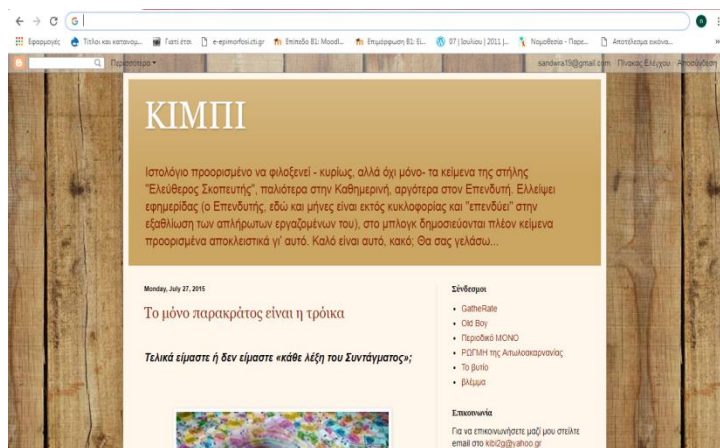 Εφαρμογές Τίτλοι και κατανομ... Γιατί έτσι e-epimorfosi.cti.gr Επίπεδο Β1: Moodl... Επιμόρφωση Β1: Εί... 07 | Ιουλίου | 2011 |... Νομοθεσία - Παρε... Αποτέλεσμα εικόνα...
Περισσότερα sandwra19@gmail.com Πίνακας Ελέγχου Αποσύνδεση
ΚΙΜΠΙ
Ιστολόγιο προορισμένο να φιλοξενεί - κυρίως, αλλά όχι μόνο- τα κείμενα της στήλης
"Ελεύθερος Σκοπευτής", παλιότερα στην Καθημερινή, αργότερα στον Επενδυτή. Ελλείψει
εφημερίδας (ο Επενδυτής, εδώ και μήνες είναι εκτός κυκλοφορίας και "επενδύει" στην
εξαθλίωση των απλήρωτων εργαζομένων του), στο μπλογκ δημοσιεύονται πλέον κείμενα
προορισμένα αποκλειστικά γι' αυτό. Καλό είναι αυτό, κακό; Θα σας γελάσω...
Monday, July 27, 2015
Το μόνο παρακράτος είναι η τρόικα
Τελικά είμαστε ή δεν είμαστε «κάθε λέξη του Συντάγματος»;
Σύνδεσμοι
GatheRate
Old Boy
Περιοδικό ΜΟΝΟ
ΡΩΓΜΗ της Αιτωλοακαρνανίας
Το βυτίο
βλέμμα
Επικοινωνία
Για να επικοινωνήσετε μαζί μου στείλτε
email στο kibi2g@yahoo.gr